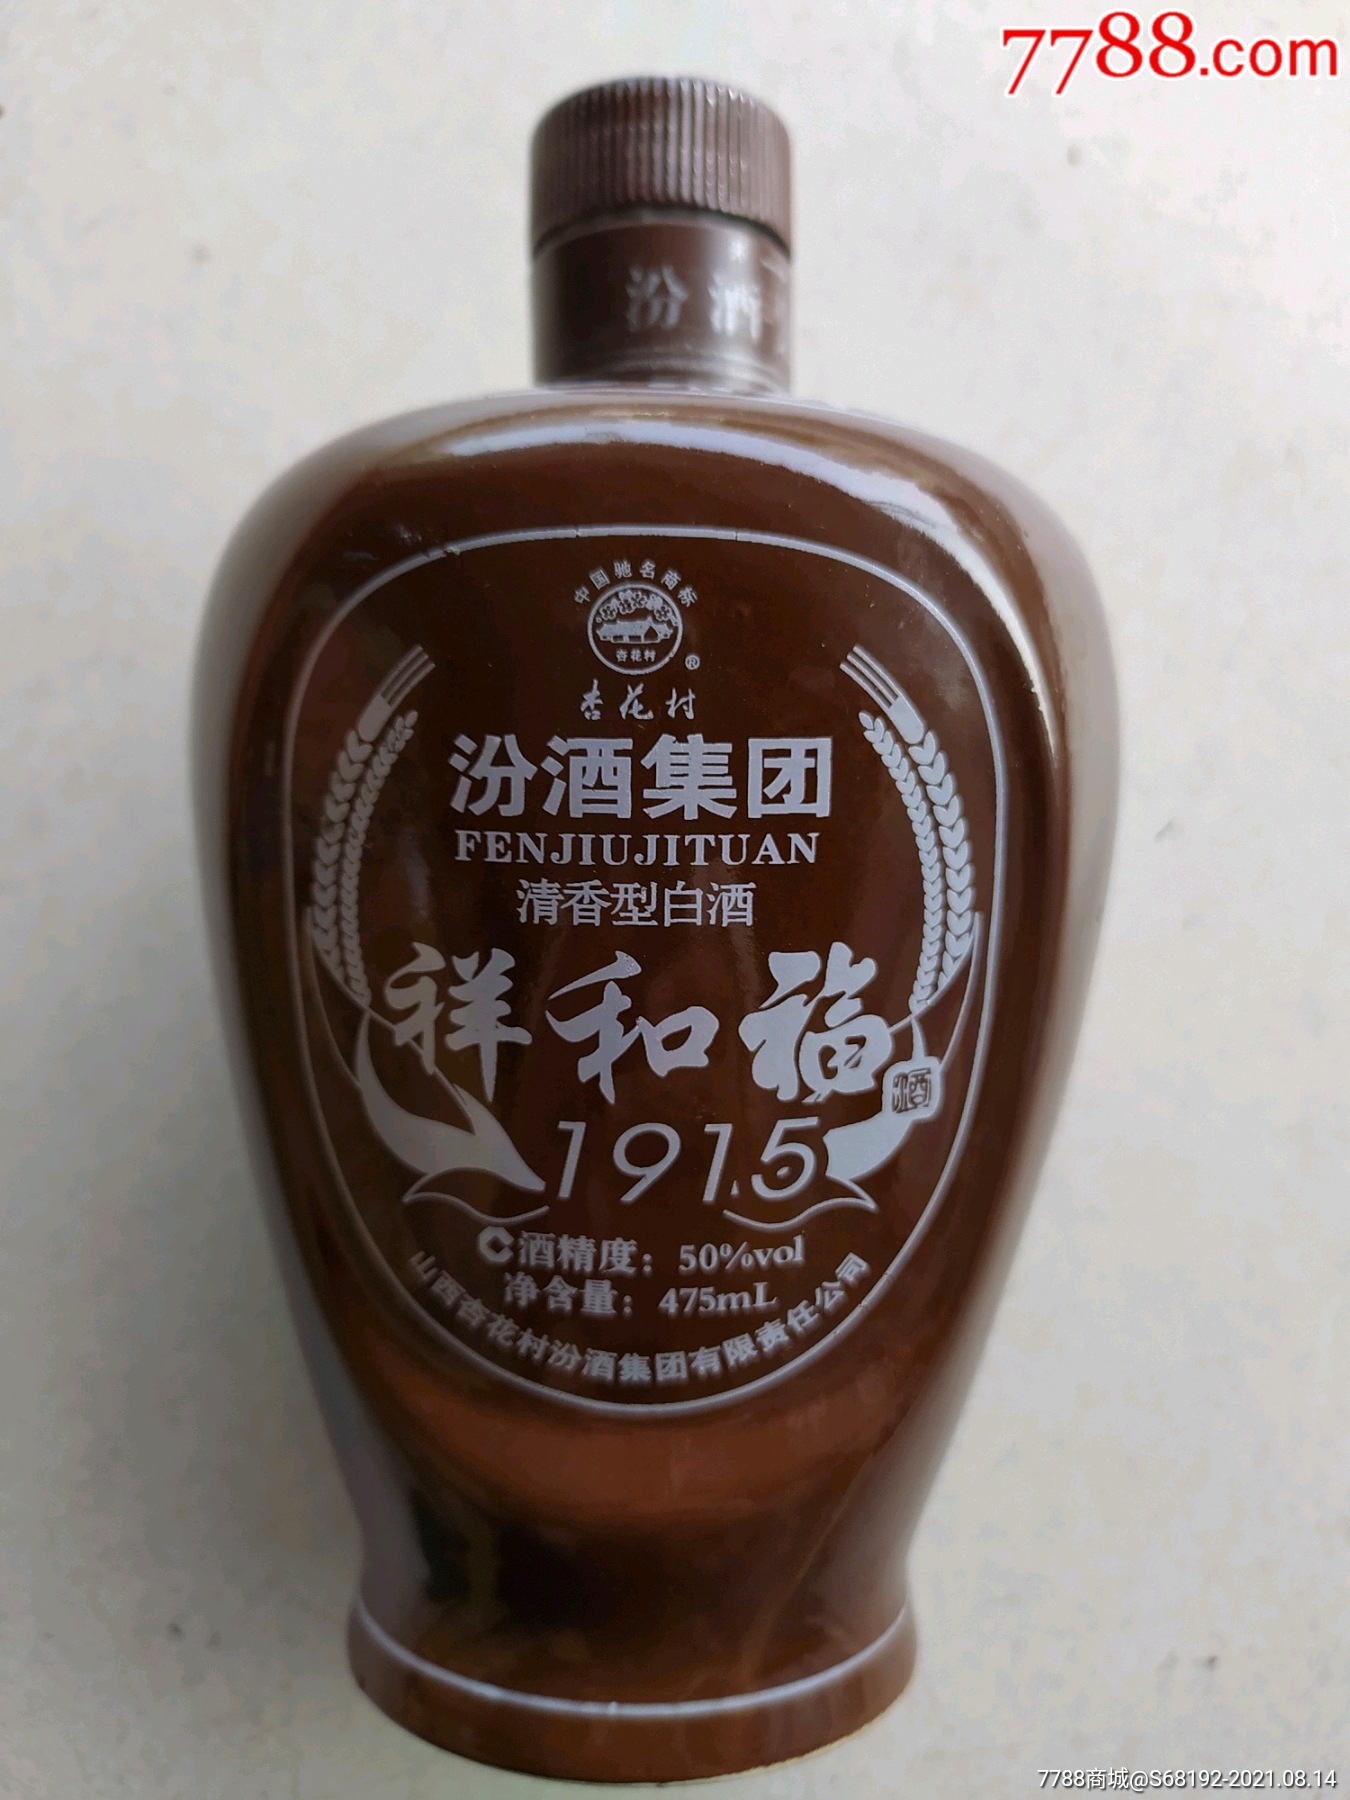 7788.com
汾酒
中国驰名商标
杏花村
®
杏花村
汾酒集团
FENJIUJITUAN
清香型白酒
祥和福
酒
1915
C酒精度：50%vol
净含量：475mL
山西杏花村汾酒集团有限责任公司
7788商城@S68192-2021.08.14